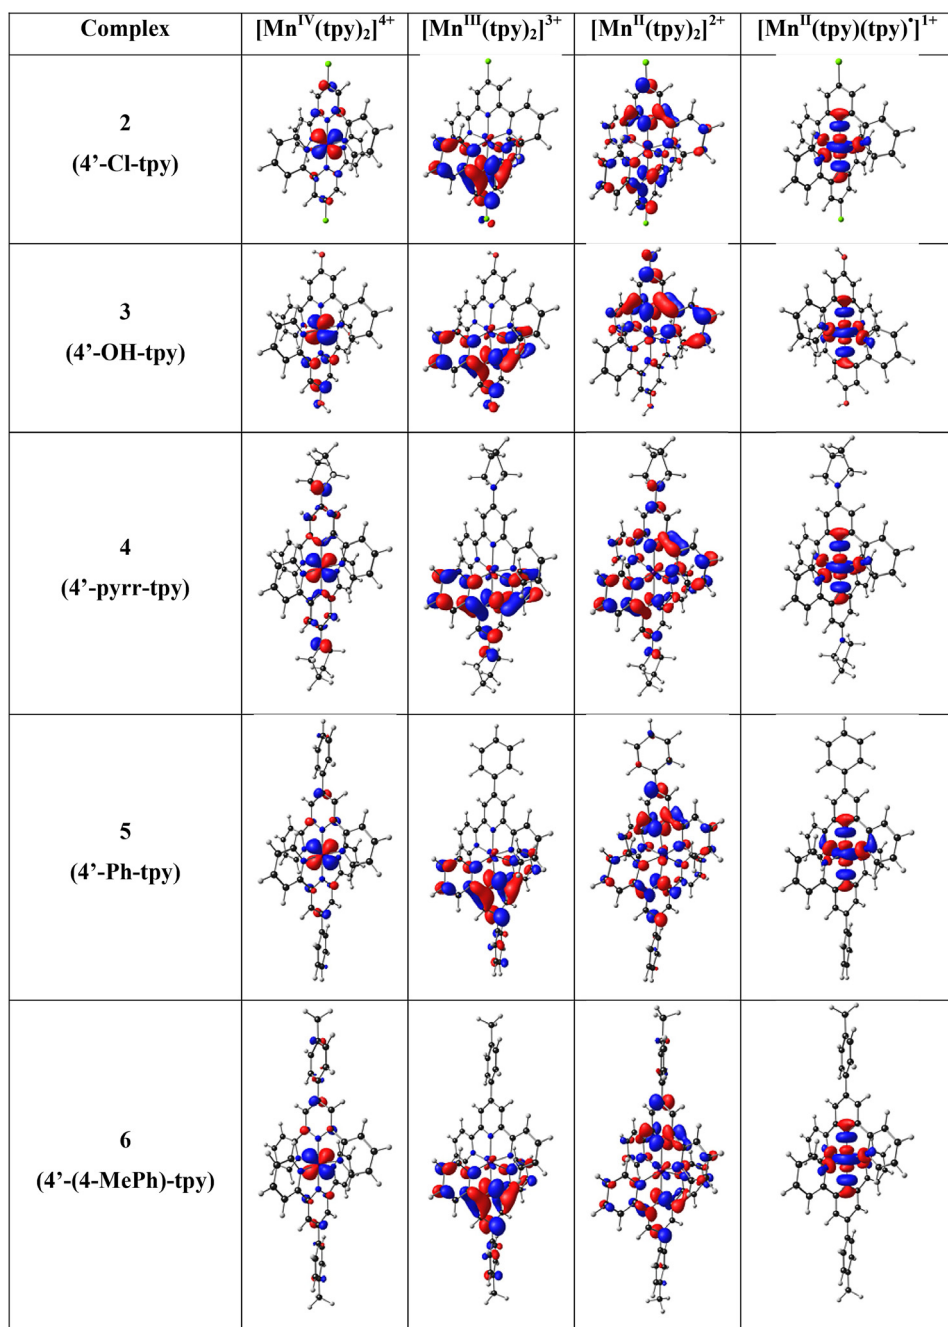 Complex [Mn^IV(tpy)₂]⁴⁺ [Mn^III(tpy)₂]³⁺ [Mn^II(tpy)₂]²⁺ [Mn^II(tpy)(tpy)^•]¹⁺
2
(4’-Cl-tpy)
3
(4’-OH-tpy)
4
(4’-pyrr-tpy)
5
(4’-Ph-tpy)
6
(4’-(4-MePh)-tpy)